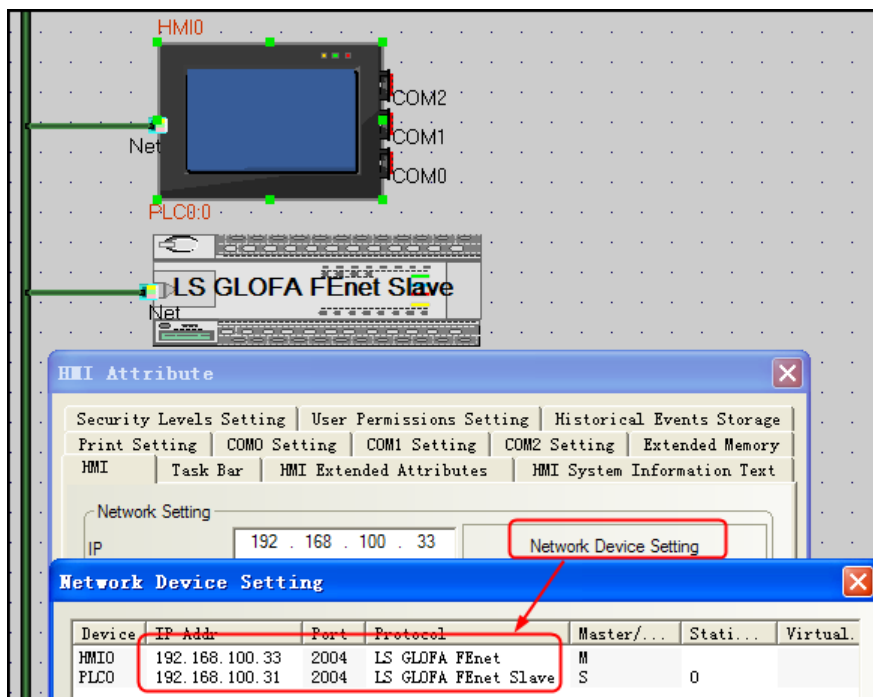 HMI0
COM2
COM1
COM0
Net
PLC0:0
LS GLOFA FEnet Slave
Net
HMI Attribute
Security Levels Setting User Permissions Setting Historical Events Storage
Print Setting COM0 Setting COM1 Setting COM2 Setting Extended Memory
HMI Task Bar HMI Extended Attributes HMI System Information Text
Network Setting
IP 192 . 168 . 100 . 33 Network Device Setting
Network Device Setting
Device IP Addr Port Protocol Master/... Stati... Virtual.
HMI0 192.168.100.33 2004 LS GLOFA FEnet M
PLC0 192.168.100.31 2004 LS GLOFA FEnet Slave S 0